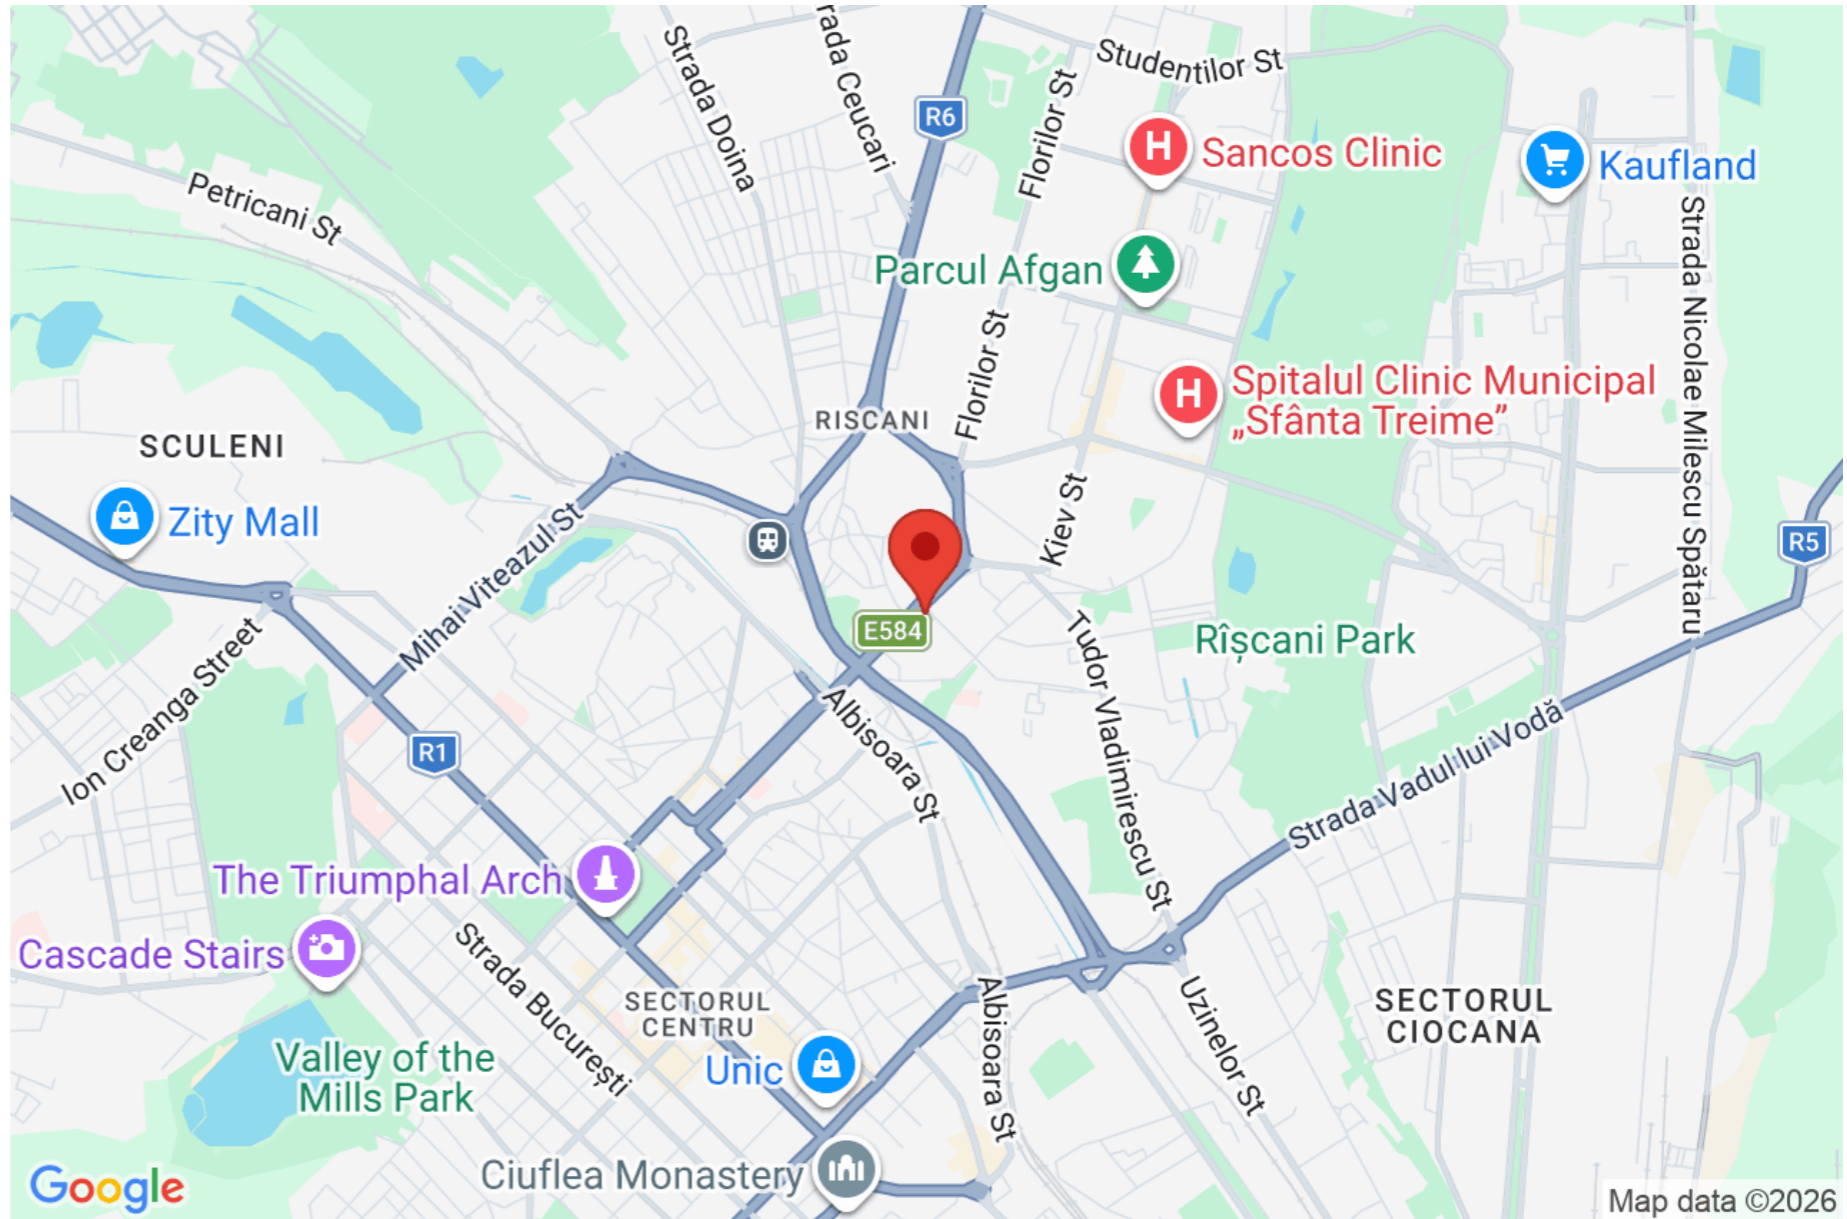 Strada Doina
rada Ceucari
R6
Florilor St
Studentilor St
Sancos Clinic
Kaufland
Petricani St
Parcul Afgan
Strada Nicolae Milescu Spătaru
Florilor St
RISCANI
Spitalul Clinic Municipal
„Sfânta Treime”
SCULENI
Zity Mall
Mihai Viteazul St
Kiev St
R5
E584
Ion Creanga Street
Tudor Vladimirescu St
Rîșcani Park
R1
Albisoara St
Strada Vadul lui Vodă
The Triumphal Arch
Cascade Stairs
Strada București
SECTORUL
CENTRU
Albisoara St
Uzinelor St
SECTORUL
CIOCANA
Valley of the
Mills Park
Unic
Ciuflea Monastery
Google
Map data ©2026